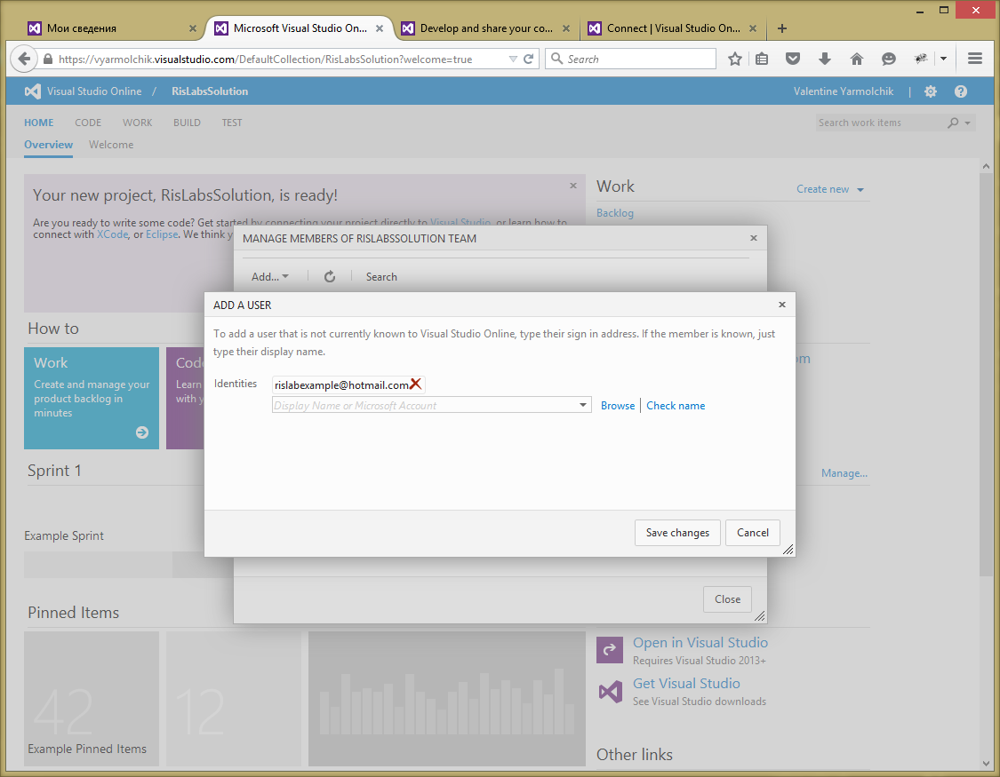 Мои сведения
Microsoft Visual Studio On...
Develop and share your co...
Connect | Visual Studio On...
https://vyarmolchik.visualstudio.com/DefaultCollection/RisLabsSolution?welcome=true
Search
Visual Studio Online / RisLabsSolution
Valentine Yarmolchik |
HOME CODE WORK BUILD TEST
Search work items
Overview Welcome
Your new project, RisLabsSolution, is ready!
Are you ready to write some code? Get started by connecting your project directly to Visual Studio, or learn how to
connect with XCode, or Eclipse. We think y
Work
Create new
Backlog
MANAGE MEMBERS OF RISLABSSOLUTION TEAM
Add...
Search
ADD A USER
To add a user that is not currently known to Visual Studio Online, type their sign in address. If the member is known, just
type their display name.
Identities
rislabexample@hotmail.com
Display Name or Microsoft Account
Browse | Check name
Save changes
Cancel
Close
How to
Work
Create and manage your
product backlog in
minutes
Code
Learn
with y
om
Sprint 1
Manage...
Example Sprint
Pinned Items
42
Example Pinned Items
12
Open in Visual Studio
Requires Visual Studio 2013+
Get Visual Studio
See Visual Studio downloads
Other links